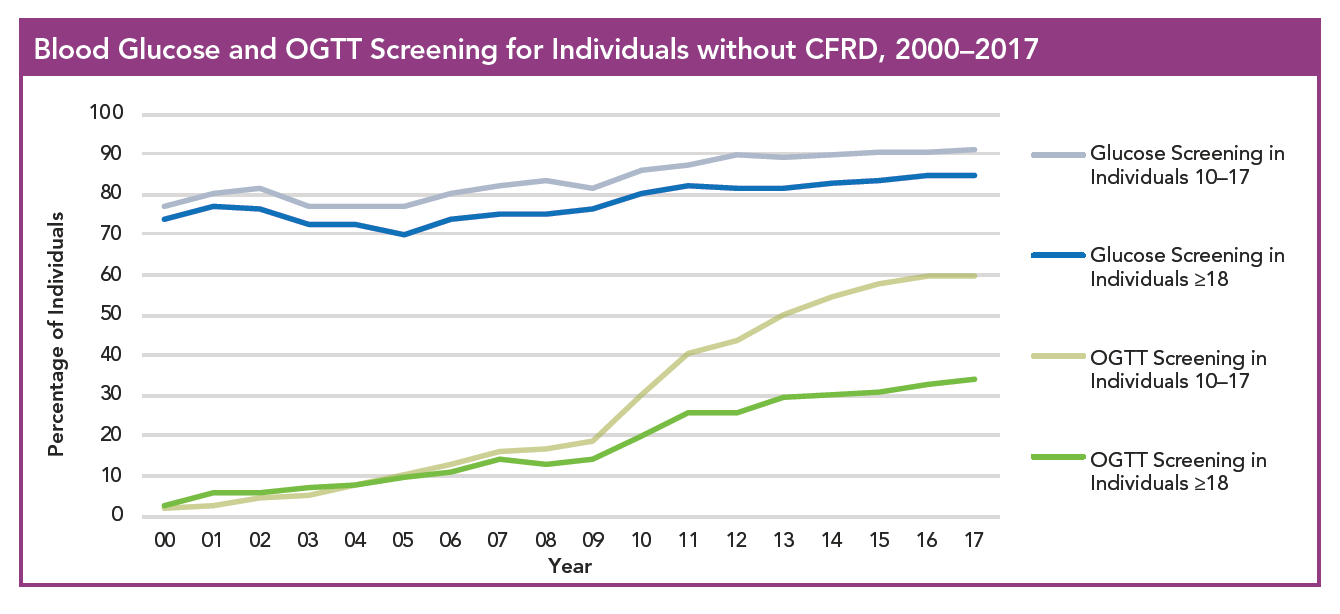 Blood Glucose and OGTT Screening for Individuals without CFRD, 2000–2017
Percentage of Individuals
100
90
80
70
60
50
40
30
20
10
0
00 01 02 03 04 05 06 07 08 09 10 11 12 13 14 15 16 17
Year
Glucose Screening in
Individuals 10–17
Glucose Screening in
Individuals ≥18
OGTT Screening in
Individuals 10–17
OGTT Screening in
Individuals ≥18